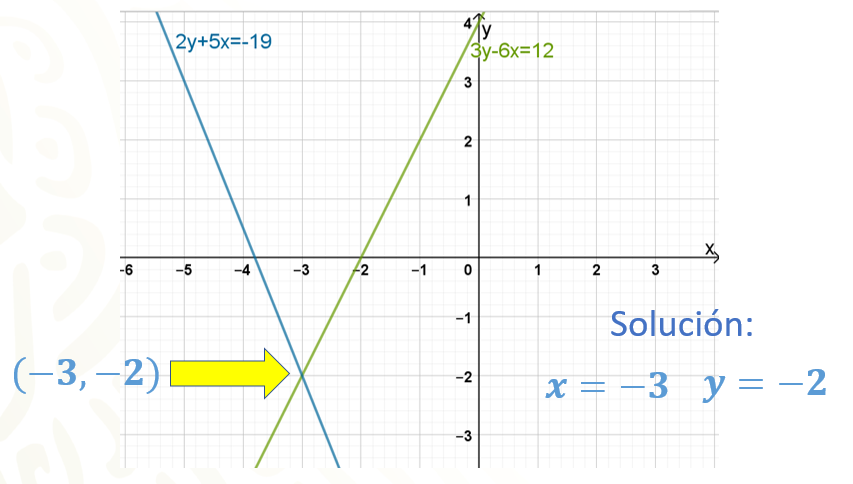 4
y
2y+5x=-19
3y-6x=12
3
2
1
x
-6 -5 -4 -3 -2 -1 0 1 2 3
-1
Solución:
(−3, −2)
-2
x = −3 y = −2
-3